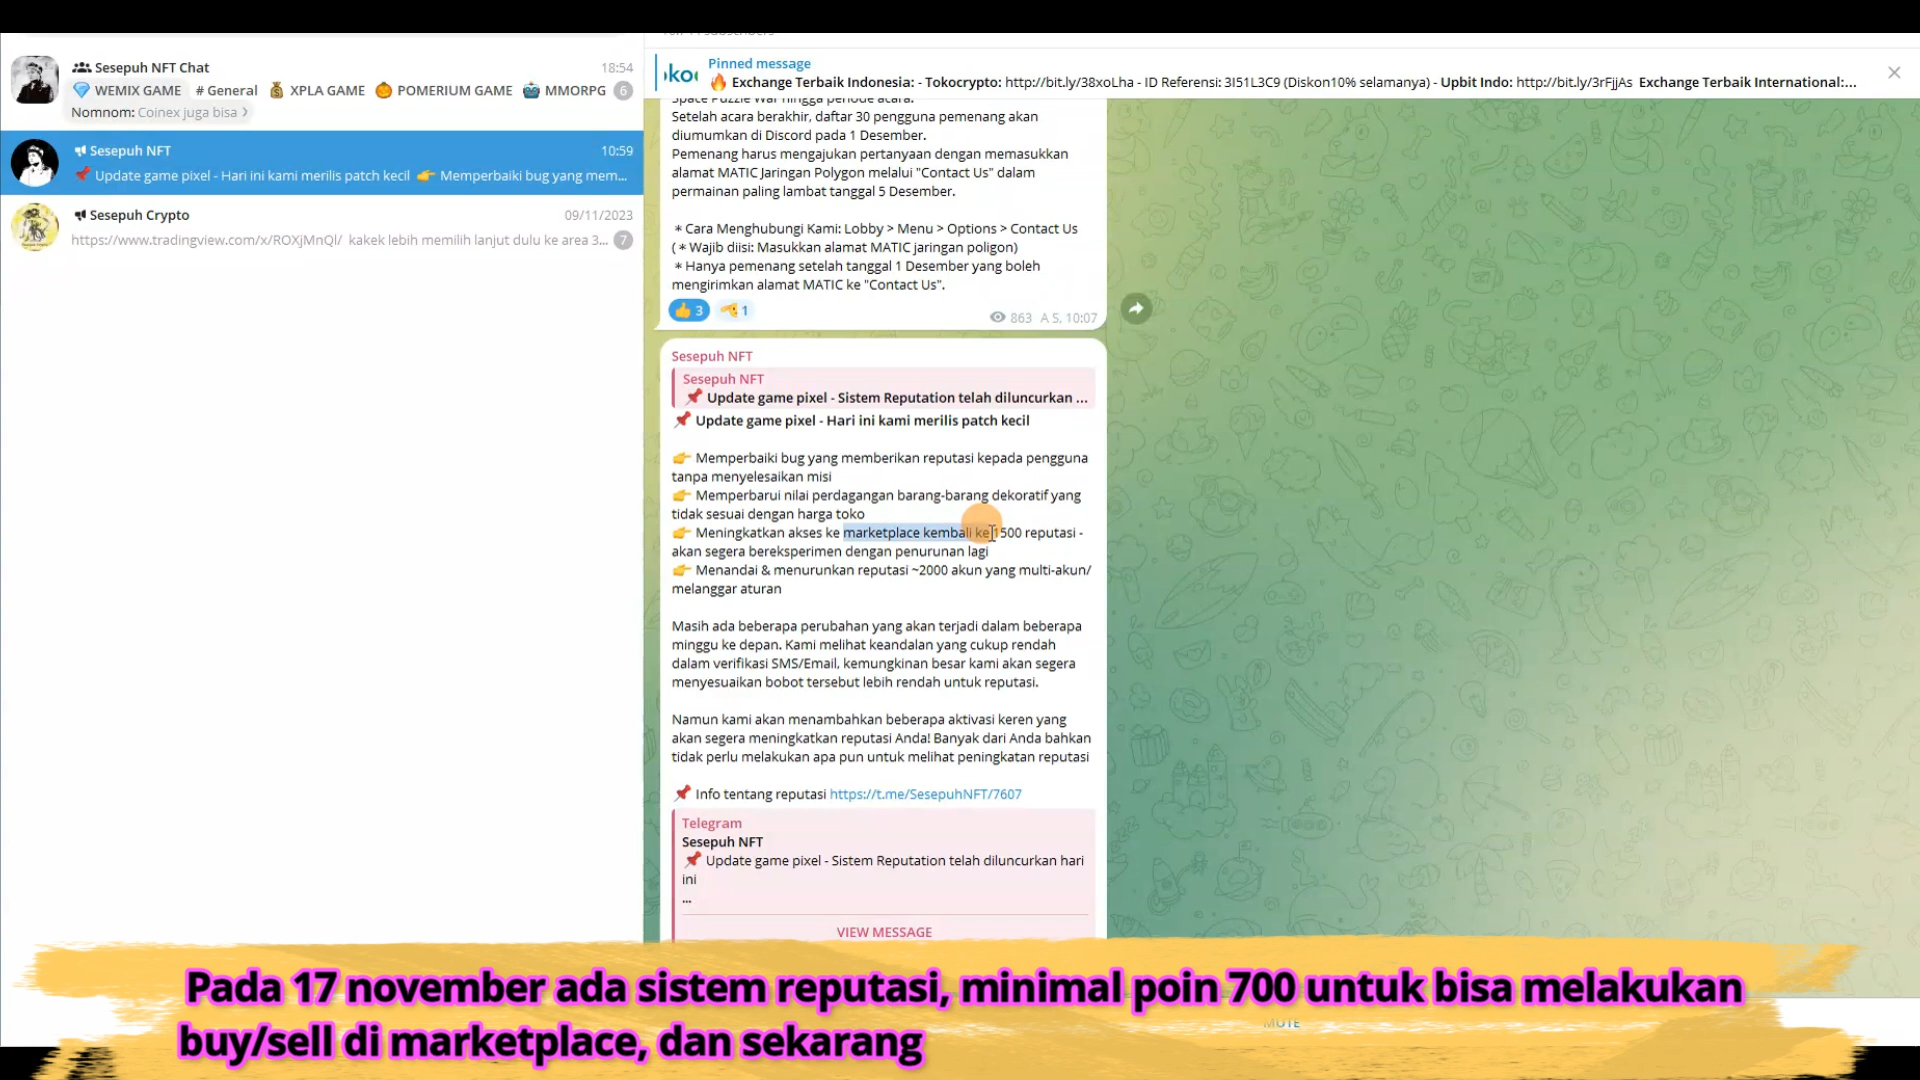 Sesepuh NFT Chat 18:54
WEMIX GAME # General XPLA GAME POMERIUM GAME MMORPG 6
Nomnom: Coinex juga bisa >
Sesepuh NFT 10:59
📌 Update game pixel - Hari ini kami merilis patch kecil 👉 Memperbaiki bug yang mem...
Sesepuh Crypto 09/11/2023
https://www.tradingview.com/x/ROXjMnQl/ kakek lebih memilih lanjut dulu ke area 3... 7
Pinned message
🔥 Exchange Terbaik Indonesia: - Tokocrypto: http://bit.ly/38xoLha - ID Referensi: 3I51L3C9 (Diskon10% selamanya) - Upbit Indo: http://bit.ly/3rFjjAs Exchange Terbaik International:...
Space Puzzle War hingga periode acara.
Setelah acara berakhir, daftar 30 pengguna pemenang akan
diumumkan di Discord pada 1 Desember.
Pemenang harus mengajukan pertanyaan dengan memasukkan
alamat MATIC Jaringan Polygon melalui "Contact Us" dalam
permainan paling lambat tanggal 5 Desember.
＊Cara Menghubungi Kami: Lobby > Menu > Options > Contact Us
(＊Wajib diisi: Masukkan alamat MATIC jaringan poligon)
＊Hanya pemenang setelah tanggal 1 Desember yang boleh
mengirimkan alamat MATIC ke "Contact Us".
👍 3 1 863 A S, 10:07
Sesepuh NFT
Sesepuh NFT
📌 Update game pixel - Sistem Reputation telah diluncurkan ...
📌 Update game pixel - Hari ini kami merilis patch kecil
👉 Memperbaiki bug yang memberikan reputasi kepada pengguna
tanpa menyelesaikan misi
👉 Memperbarui nilai perdagangan barang-barang dekoratif yang
tidak sesuai dengan harga toko
👉 Meningkatkan akses ke marketplace kembali ke 1500 reputasi -
akan segera bereksperimen dengan penurunan lagi
👉 Menandai & menurunkan reputasi ~2000 akun yang multi-akun/
melanggar aturan
Masih ada beberapa perubahan yang akan terjadi dalam beberapa
minggu ke depan. Kami melihat keandalan yang cukup rendah
dalam verifikasi SMS/Email, kemungkinan besar kami akan segera
menyesuaikan bobot tersebut lebih rendah untuk reputasi.
Namun kami akan menambahkan beberapa aktivasi keren yang
akan segera meningkatkan reputasi Anda! Banyak dari Anda bahkan
tidak perlu melakukan apa pun untuk melihat peningkatan reputasi
📌 Info tentang reputasi https://t.me/SesepuhNFT/7607
Telegram
Sesepuh NFT
📌 Update game pixel - Sistem Reputation telah diluncurkan hari
ini
...
VIEW MESSAGE
MUTE
Pada 17 november ada sistem reputasi, minimal poin 700 untuk bisa melakukan
buy/sell di marketplace, dan sekarang